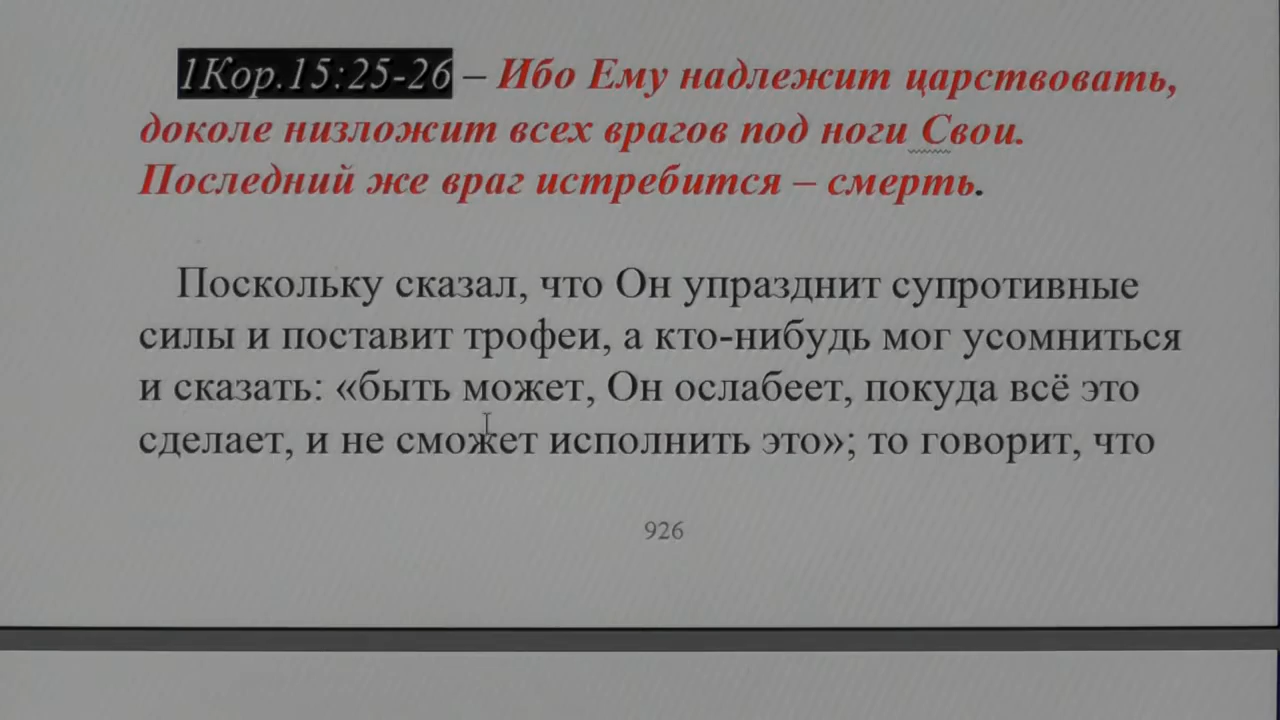 1Кор.15:25-26 – Ибо Ему надлежит царствовать,
доколе низложит всех врагов под ноги Свои.
Последний же враг истребится – смерть.
Поскольку сказал, что Он упразднит супротивные
силы и поставит трофеи, а кто-нибудь мог усомниться
и сказать: «быть может, Он ослабеет, покуда всё это
сделает, и не сможет исполнить это»; то говорит, что
926